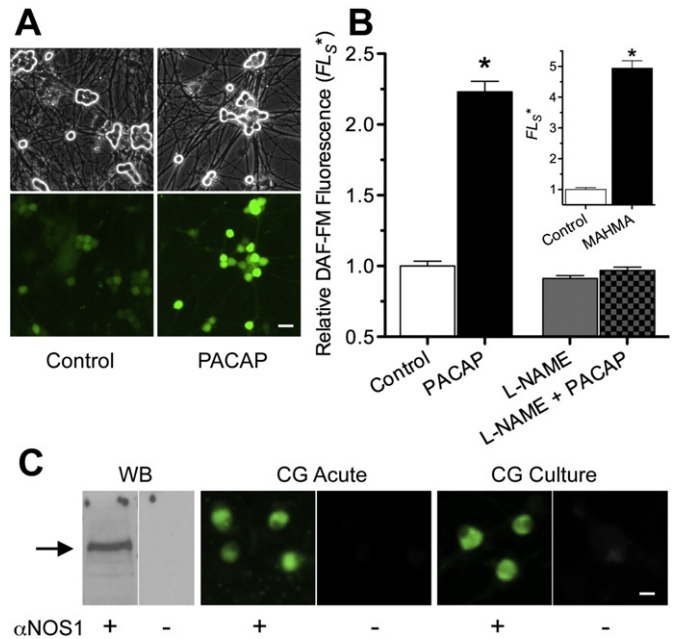 A
Control
PACAP
B
Relative DAF-FM Fluorescence (FLS*)
2.5
2.0
1.5
1.0
0.5
*
Control
PACAP
L-NAME
L-NAME + PACAP
FLS*
5
4
3
2
1
*
Control
MAHMA
C
WB
CG Acute
CG Culture
αNOS1 + - + - + -